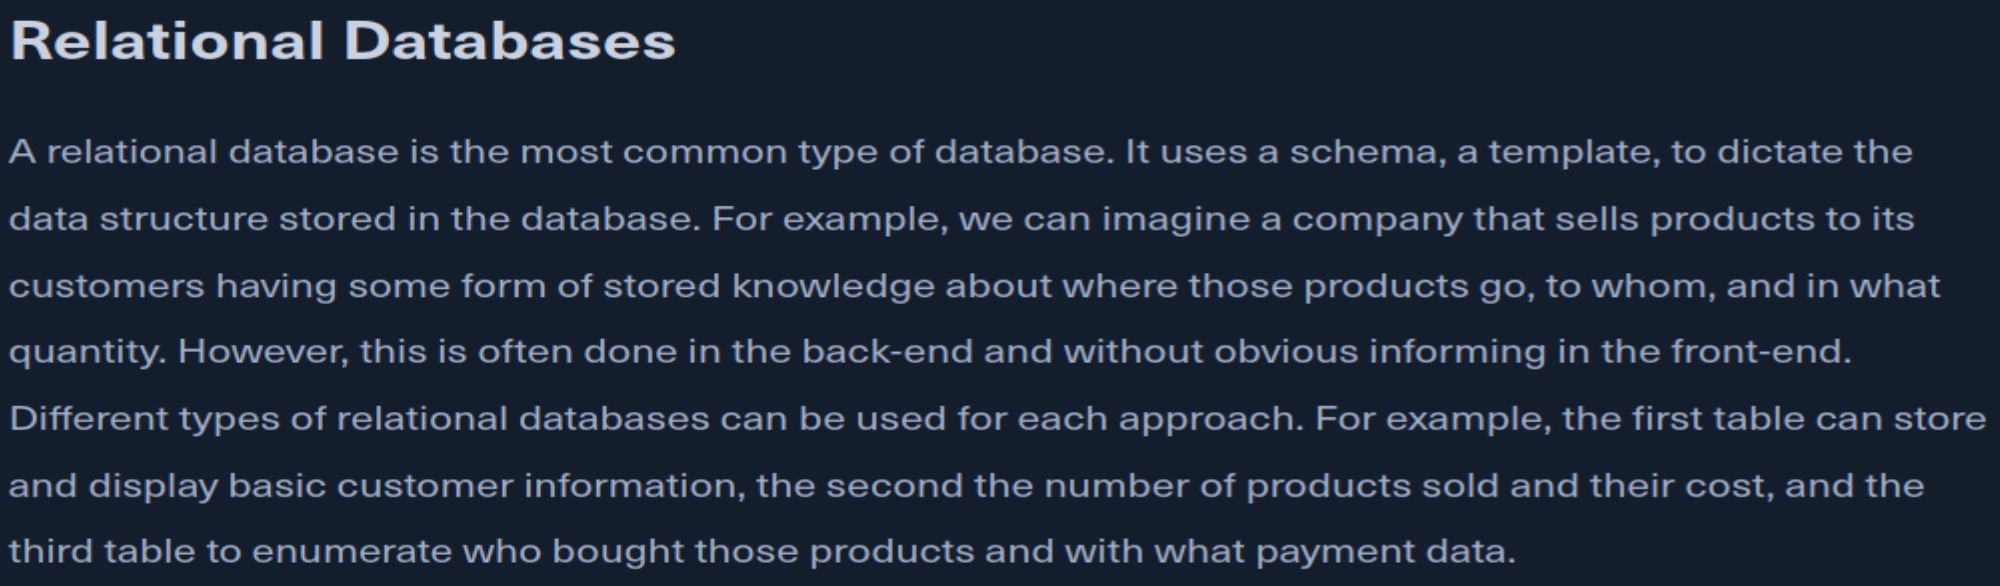 Relational Databases
A relational database is the most common type of database. It uses a schema, a template, to dictate the
data structure stored in the database. For example, we can imagine a company that sells products to its
customers having some form of stored knowledge about where those products go, to whom, and in what
quantity. However, this is often done in the back-end and without obvious informing in the front-end.
Different types of relational databases can be used for each approach. For example, the first table can store
and display basic customer information, the second the number of products sold and their cost, and the
third table to enumerate who bought those products and with what payment data.